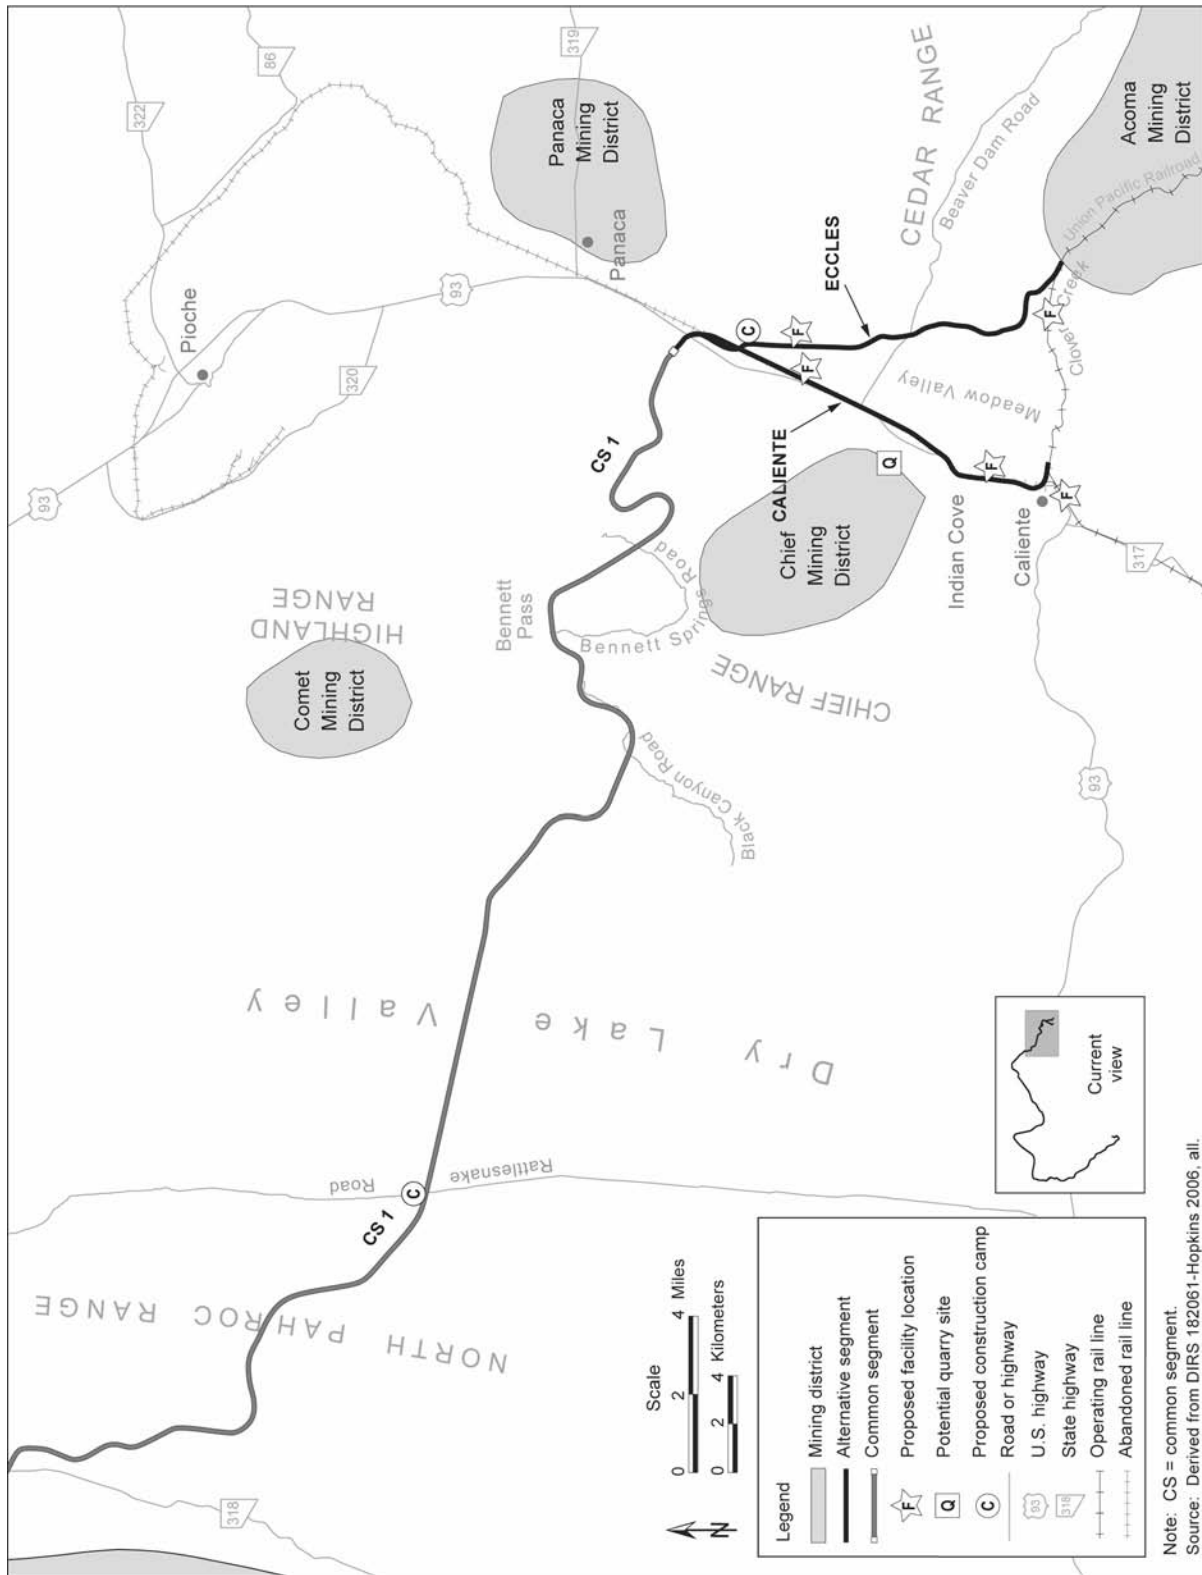 322
86
319
93
Pioche
320
93
Panaca
Mining
District
Panaca
CEDAR RANGE
Beaver Dam Road
Acoma
Mining
District
Union Pacific Railroad
ECCLES
C
F
F
F
Clover Creek
Meadow Valley
CALIENTE
CS 1
Q
Chief
Mining
District
F
F
Indian Cove
Caliente
317
HIGHLAND
RANGE
Comet
Mining
District
Bennett
Pass
Bennett Springs Road
CHIEF RANGE
Black Canyon Road
93
Dry Lake Valley
Rattlesnake Road
C
CS 1
NORTH PAHROC RANGE
318
Current
view
Scale
0 2 4 Miles
0 2 4 Kilometers
N
Legend
Mining district
Alternative segment
Common segment
F Proposed facility location
Q Potential quarry site
C Proposed construction camp
Road or highway
93 U.S. highway
318 State highway
Operating rail line
Abandoned rail line
Note: CS = common segment.
Source: Derived from DIRS 182061-Hopkins 2006, all.